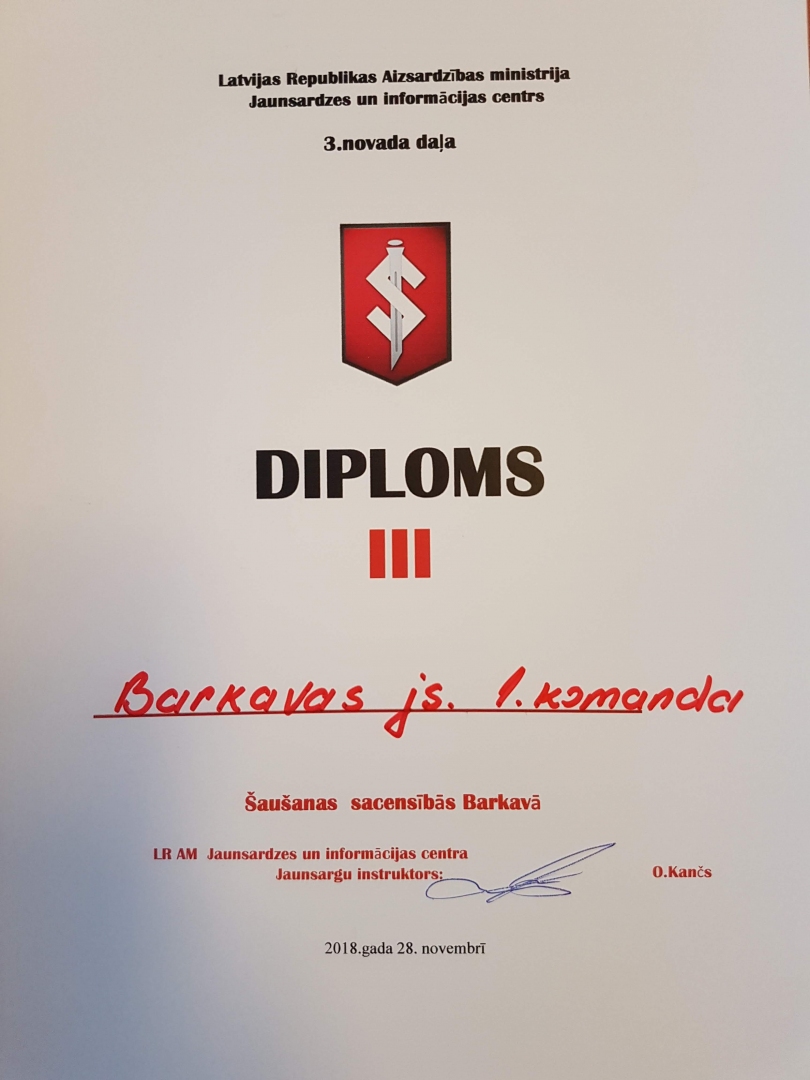 Latvijas Republikas Aizsardzības ministrija
Jaunsardzes un informācijas centrs
3.novada daļa
DIPLOMS
III
Barkavas js. 1. komanda
Šaušanas sacensībās Barkavā
LR AM Jaunsardzes un informācijas centra
Jaunsargu instruktors: O.Kančs
2018.gada 28. novembrī